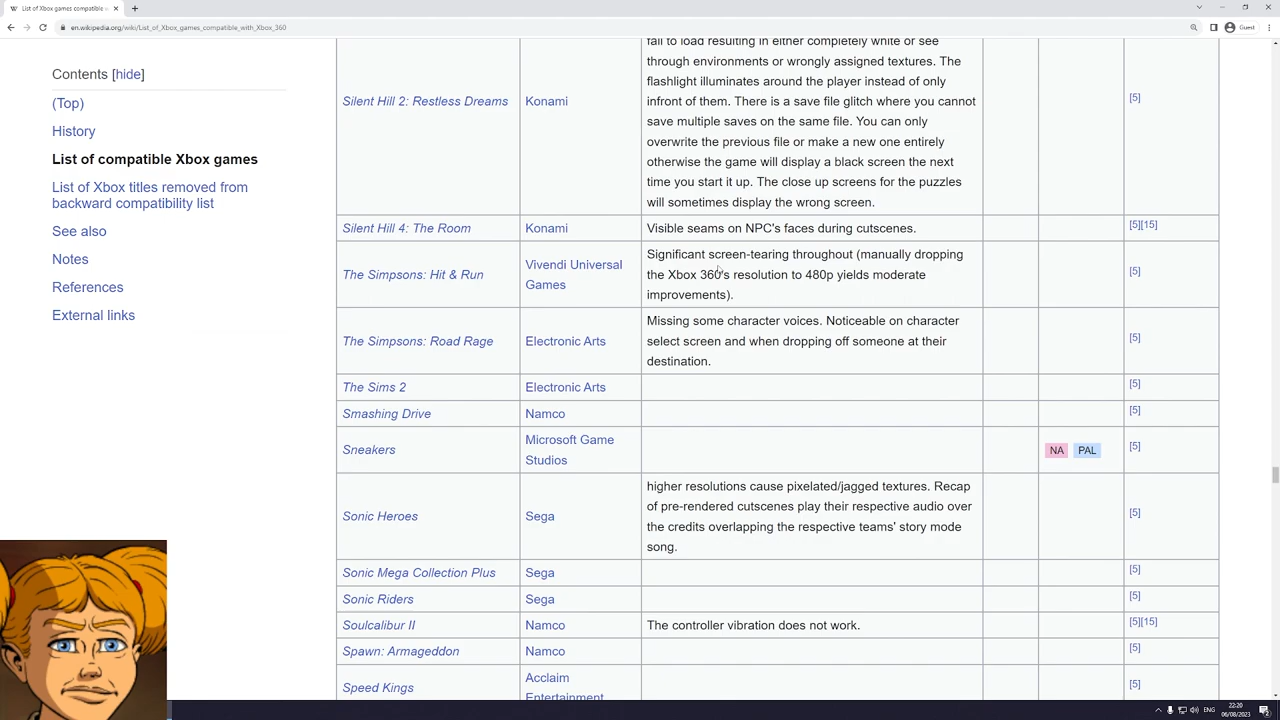 List of Xbox games compatible
en.wikipedia.org/wiki/List_of_Xbox_games_compatible_with_Xbox_360
Guest
Contents [hide]
(Top)
History
List of compatible Xbox games
List of Xbox titles removed from
backward compatibility list
See also
Notes
References
External links
fail to load resulting in either completely white or see
through environments or wrongly assigned textures. The
flashlight illuminates around the player instead of only
Silent Hill 2: Restless Dreams
Konami
infront of them. There is a save file glitch where you cannot
[5]
save multiple saves on the same file. You can only
overwrite the previous file or make a new one entirely
otherwise the game will display a black screen the next
time you start it up. The close up screens for the puzzles
will sometimes display the wrong screen.
Silent Hill 4: The Room
Konami
Visible seams on NPC's faces during cutscenes.
[5][15]
The Simpsons: Hit & Run
Vivendi Universal
Games
Significant screen-tearing throughout (manually dropping
the Xbox 360's resolution to 480p yields moderate
improvements).
[5]
The Simpsons: Road Rage
Electronic Arts
Missing some character voices. Noticeable on character
select screen and when dropping off someone at their
destination.
[5]
The Sims 2
Electronic Arts
[5]
Smashing Drive
Namco
[5]
Sneakers
Microsoft Game
Studios
NA PAL
[5]
Sonic Heroes
Sega
higher resolutions cause pixelated/jagged textures. Recap
of pre-rendered cutscenes play their respective audio over
the credits overlapping the respective teams' story mode
song.
[5]
Sonic Mega Collection Plus
Sega
[5]
Sonic Riders
Sega
[5]
Soulcalibur II
Namco
The controller vibration does not work.
[5][15]
Spawn: Armageddon
Namco
[5]
Speed Kings
Acclaim
Entertainment
[5]
ENG
22:20
06/08/2023